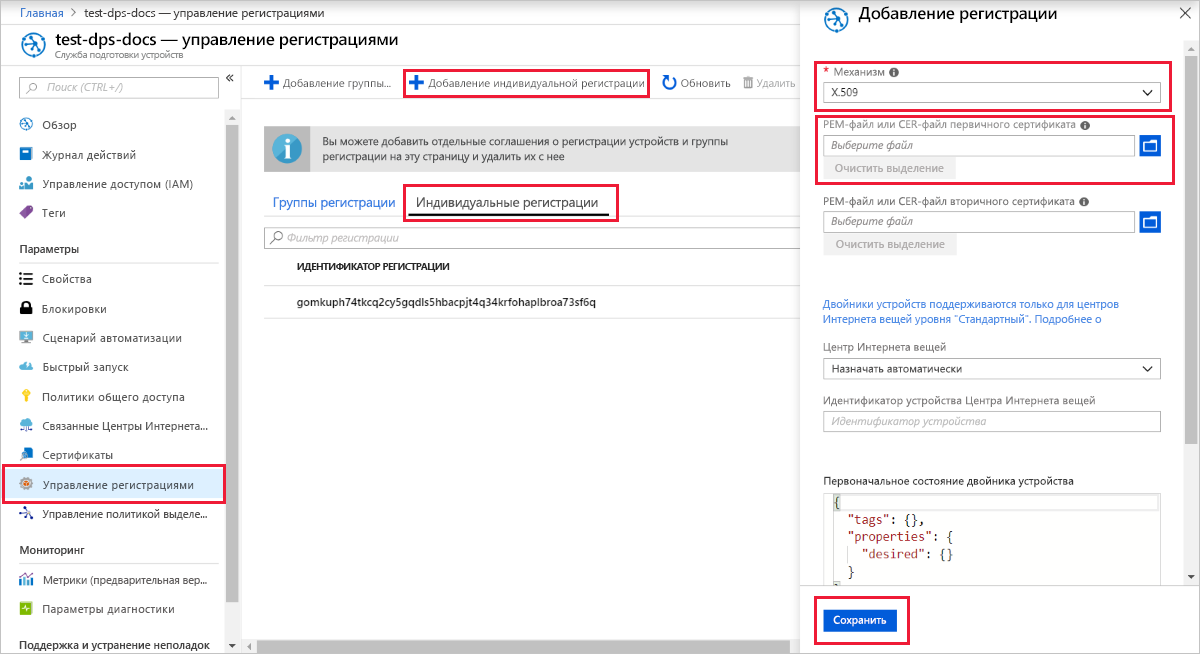 Главная > test-dps-docs — управление регистрациями
test-dps-docs — управление регистрациями
Служба подготовки устройств
Поиск (CTRL+/)
Обзор
Журнал действий
Управление доступом (IAM)
Теги
Параметры
Свойства
Блокировки
Сценарий автоматизации
Быстрый запуск
Политики общего доступа
Связанные Центры Интернета...
Сертификаты
Управление регистрациями
Управление политикой выделе...
Мониторинг
Метрики (предварительная вер...
Параметры диагностики
Поддержка и устранение неполадок
Добавление группы... Добавление индивидуальной регистрации Обновить Удалить
Вы можете добавить отдельные соглашения о регистрации устройств и группы
регистрации на эту страницу и удалить их с нее
Группы регистрации Индивидуальные регистрации
Фильтр регистрации
ИДЕНТИФИКАТОР РЕГИСТРАЦИИ
gomkuph74tkcq2cy5gqdls5hbacpjt4q34krfohaplbroa73sf6q
Добавление регистрации
* Механизм
X.509
PEM-файл или CER-файл первичного сертификата
Выберите файл
Очистить выделение
PEM-файл или CER-файл вторичного сертификата
Выберите файл
Очистить выделение
Двойники устройств поддерживаются только для центров
Интернета вещей уровня "Стандартный". Подробнее о
Центр Интернета вещей
Назначать автоматически
Идентификатор устройства Центра Интернета вещей
Идентификатор устройства
Первоначальное состояние двойника устройства
{
"tags": {},
"properties": {
"desired": {}
}
Сохранить